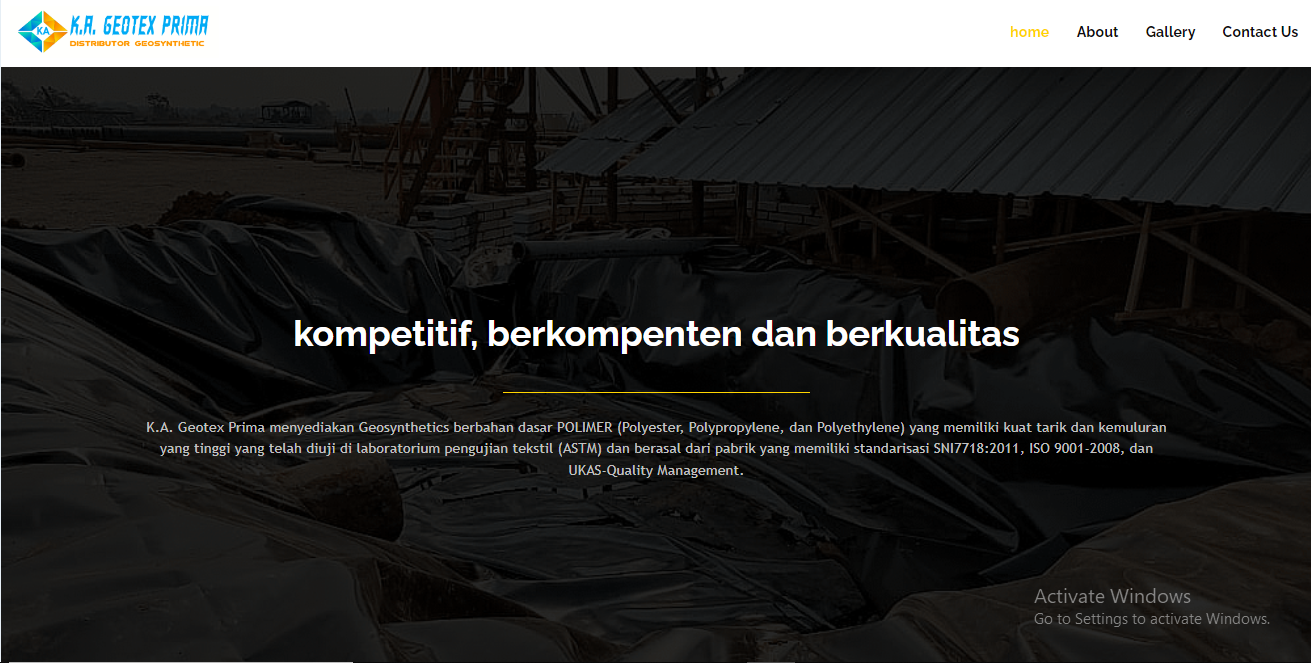 KA
K.A. GEOTEX PRIMA
DISTRIBUTOR GEOSYNTHETIC
home About Gallery Contact Us
kompetitif, berkompenten dan berkualitas
K.A. Geotex Prima menyediakan Geosynthetics berbahan dasar POLIMER (Polyester, Polypropylene, dan Polyethylene) yang memiliki kuat tarik dan kemuluran
yang tinggi yang telah diuji di laboratorium pengujian tekstil (ASTM) dan berasal dari pabrik yang memiliki standarisasi SNI7718:2011, ISO 9001-2008, dan
UKAS-Quality Management.
Activate Windows
Go to Settings to activate Windows.